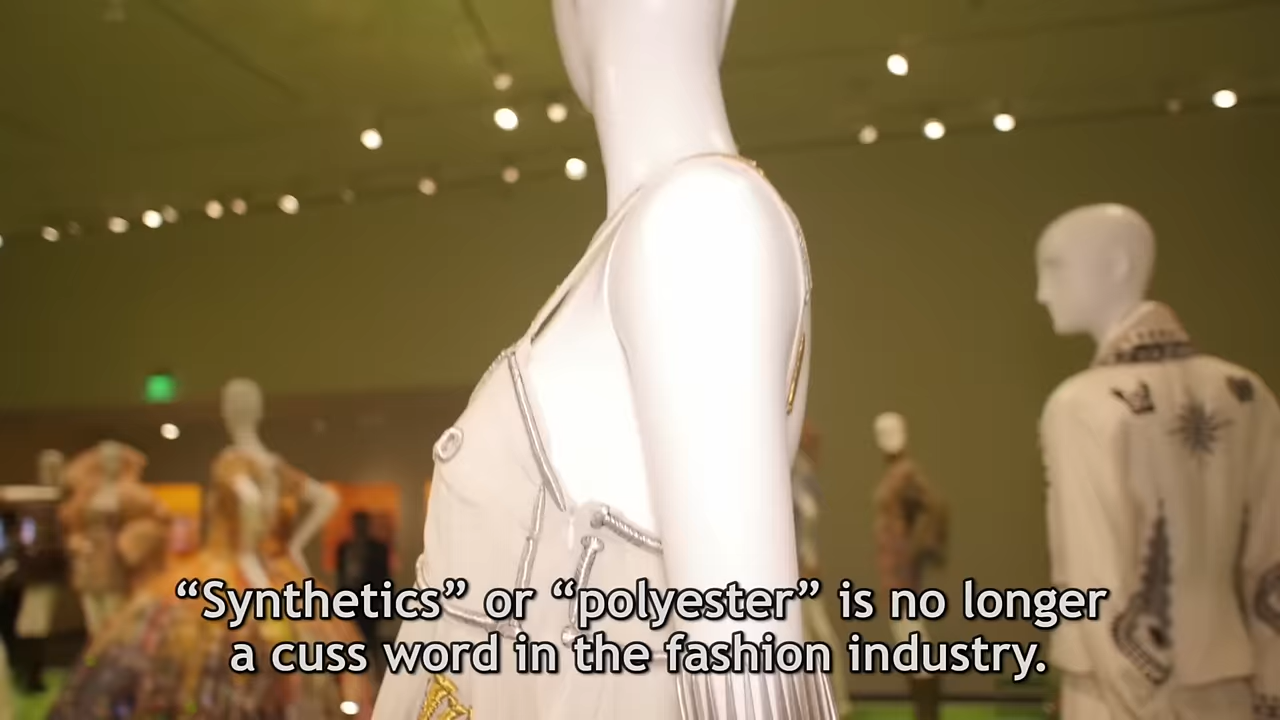 “Synthetics” or “polyester” is no longer
a cuss word in the fashion industry.